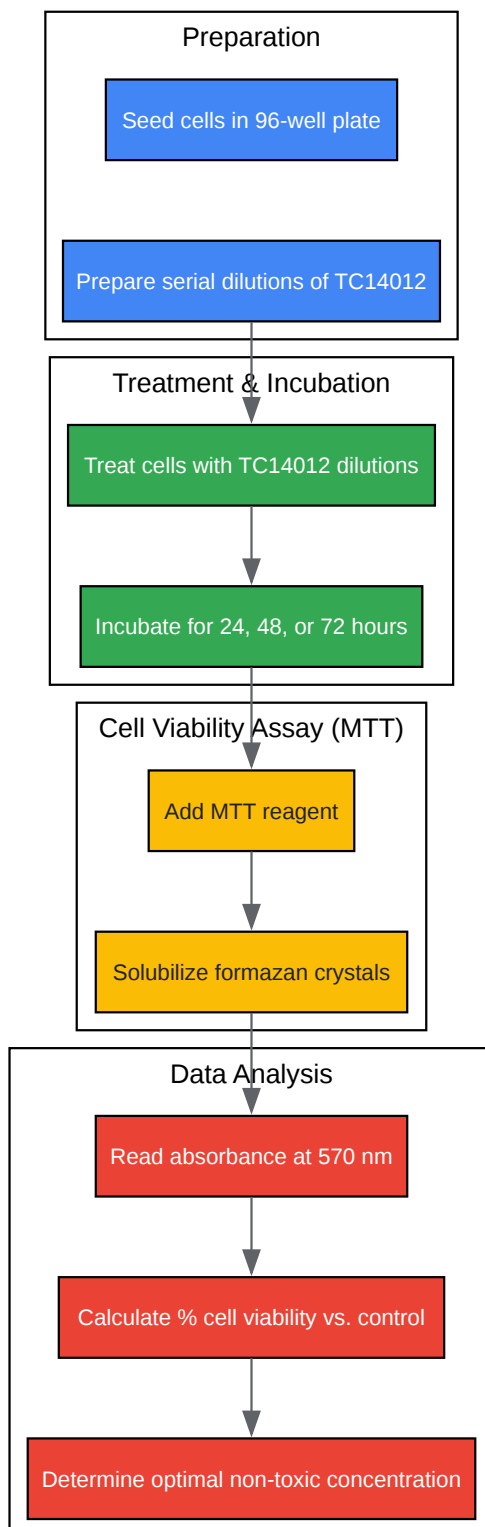 Preparation
Seed cells in 96-well plate
Prepare serial dilutions of TC14012
Treatment & Incubation
Treat cells with TC14012 dilutions
Incubate for 24, 48, or 72 hours
Cell Viability Assay (MTT)
Add MTT reagent
Solubilize formazan crystals
Data Analysis
Read absorbance at 570 nm
Calculate % cell viability vs. control
Determine optimal non-toxic concentration